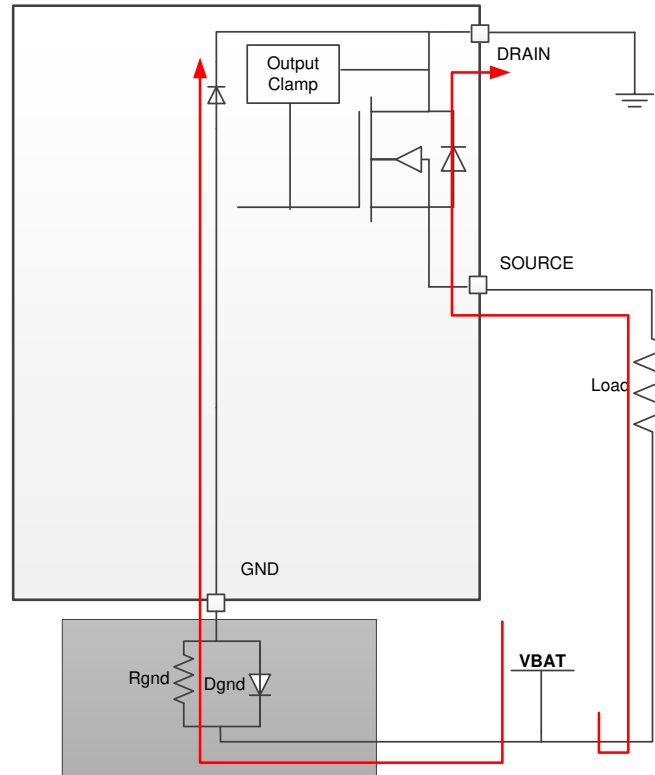 DRAIN
Output
Clamp
SOURCE
Load
GND
Rgnd
Dgnd
VBAT